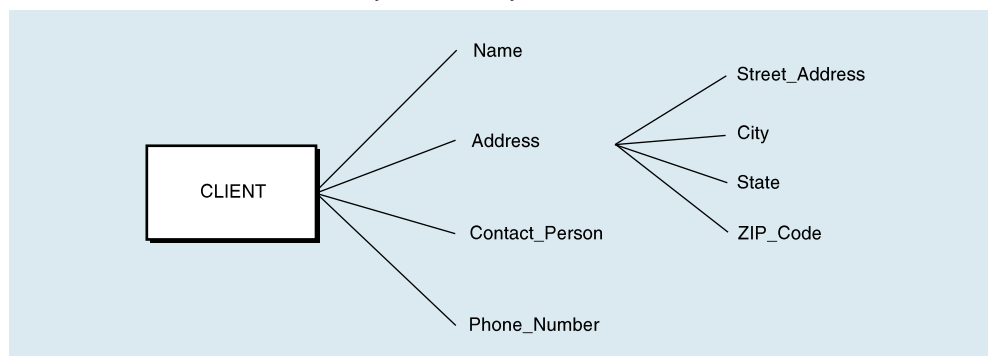 CLIENT
Name
Address
Contact_Person
Phone_Number
Street_Address
City
State
ZIP_Code